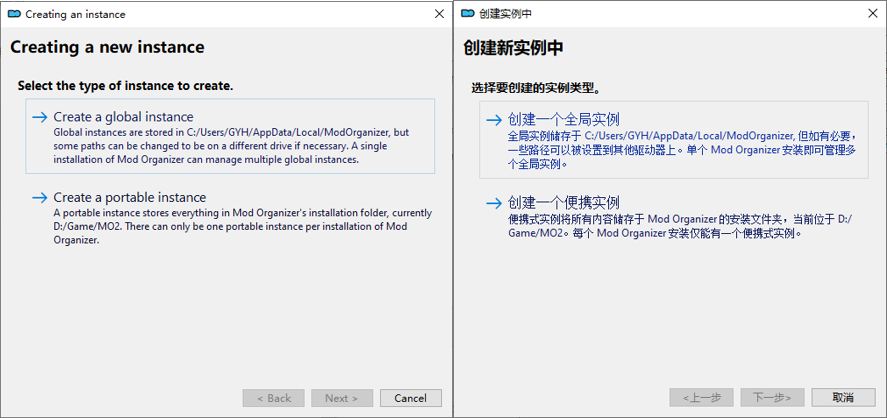 Creating an instance
Creating a new instance
Select the type of instance to create.
Create a global instance
Global instances are stored in C:/Users/GYH/AppData/Local/ModOrganizer, but
some paths can be changed to be on a different drive if necessary. A single
installation of Mod Organizer can manage multiple global instances.
Create a portable instance
A portable instance stores everything in Mod Organizer's installation folder, currently
D:/Game/MO2. There can only be one portable instance per installation of Mod
Organizer.
< Back
Next >
Cancel
创建实例中
创建新实例中
选择要创建的实例类型。
创建一个全局实例
全局实例储存于 C:/Users/GYH/AppData/Local/ModOrganizer, 但如有必要，
一些路径可以被设置到其他驱动器上。单个 Mod Organizer 安装即可管理多
个全局实例。
创建一个便携实例
便携式实例将所有内容储存于 Mod Organizer 的安装文件夹，当前位于 D:/
Game/MO2。每个 Mod Organizer 安装仅能有一个便携式实例。
<上一步
下一步>
取消